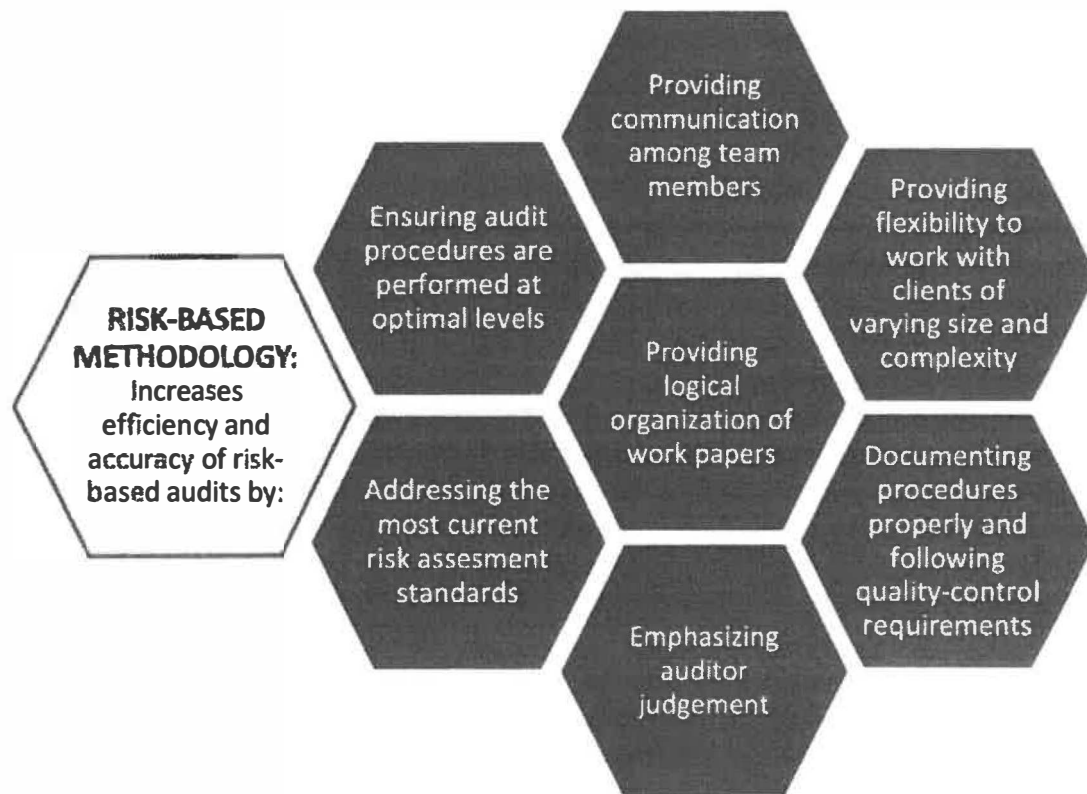 RISK-BASED
METHODOLOGY:
Increases
efficiency and
accuracy of risk-
based audits by:
Ensuring audit
procedures are
performed at
optimal levels
Addressing the
most current
risk assesment
standards
Providing
communication
among team
members
Providing
logical
organization of
work papers
Emphasizing
auditor
judgement
Providing
flexibility to
work with
clients of
varying size and
complexity
Documenting
procedures
properly and
following
quality-control
requirements